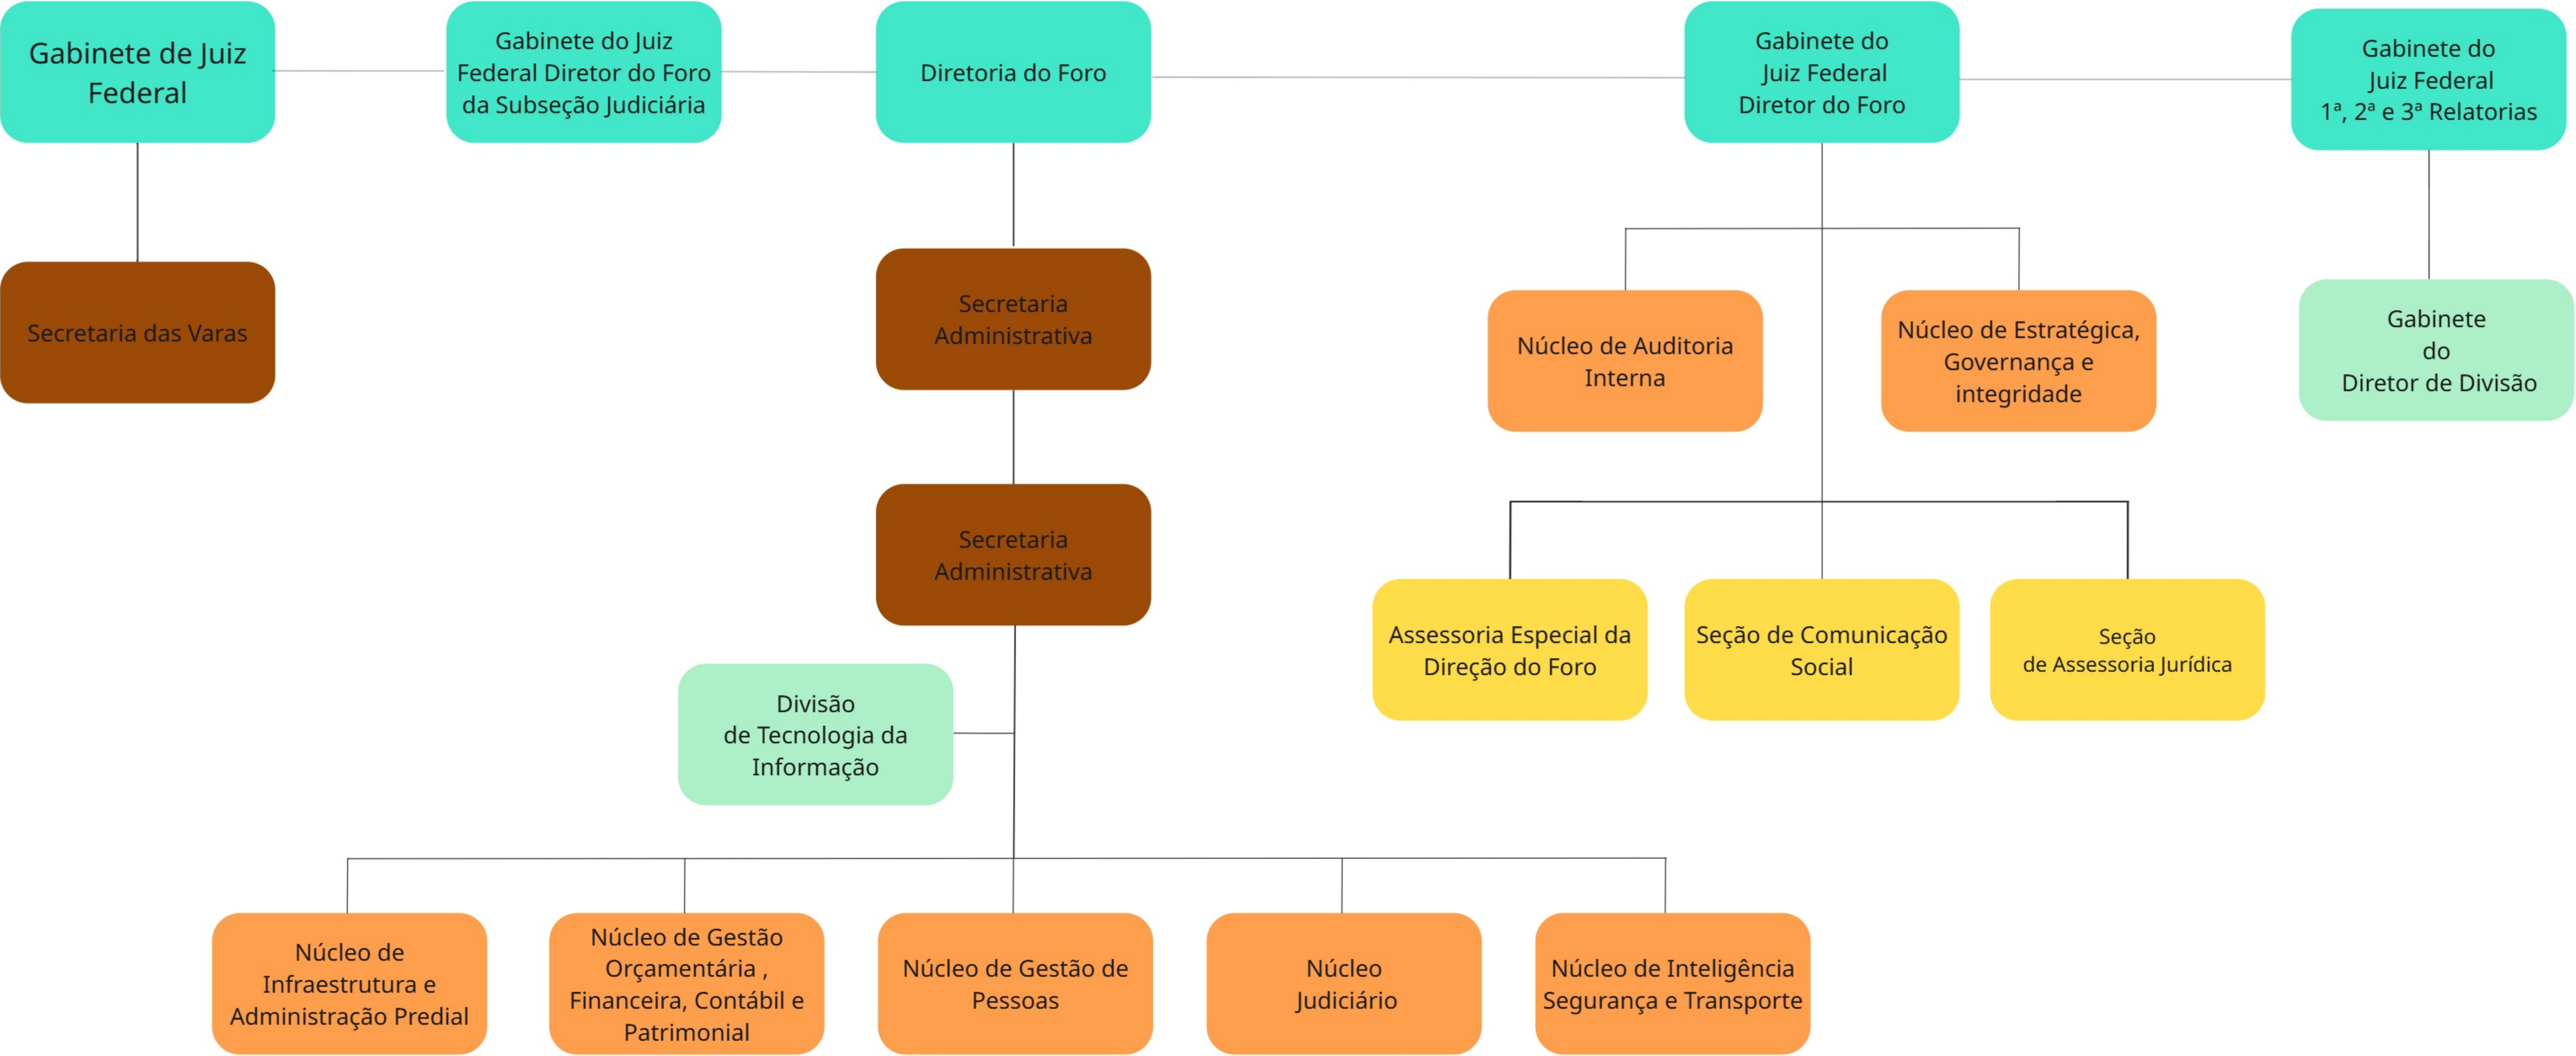 Gabinete de Juiz
Federal
Gabinete do Juiz
Federal Diretor do Foro
da Subseção Judiciária
Diretoria do Foro
Gabinete do
Juiz Federal
Diretor do Foro
Gabinete do
Juiz Federal
1ª, 2ª e 3ª Relatorias
Secretaria das Varas
Secretaria
Administrativa
Núcleo de Auditoria
Interna
Núcleo de Estratégica,
Governança e
integridade
Gabinete
do
Diretor de Divisão
Secretaria
Administrativa
Assessoria Especial da
Direção do Foro
Seção de Comunicação
Social
Seção
de Assessoria Jurídica
Divisão
de Tecnologia da
Informação
Núcleo de
Infraestrutura e
Administração Predial
Núcleo de Gestão
Orçamentária ,
Financeira, Contábil e
Patrimonial
Núcleo de Gestão de
Pessoas
Núcleo
Judiciário
Núcleo de Inteligência
Segurança e Transporte